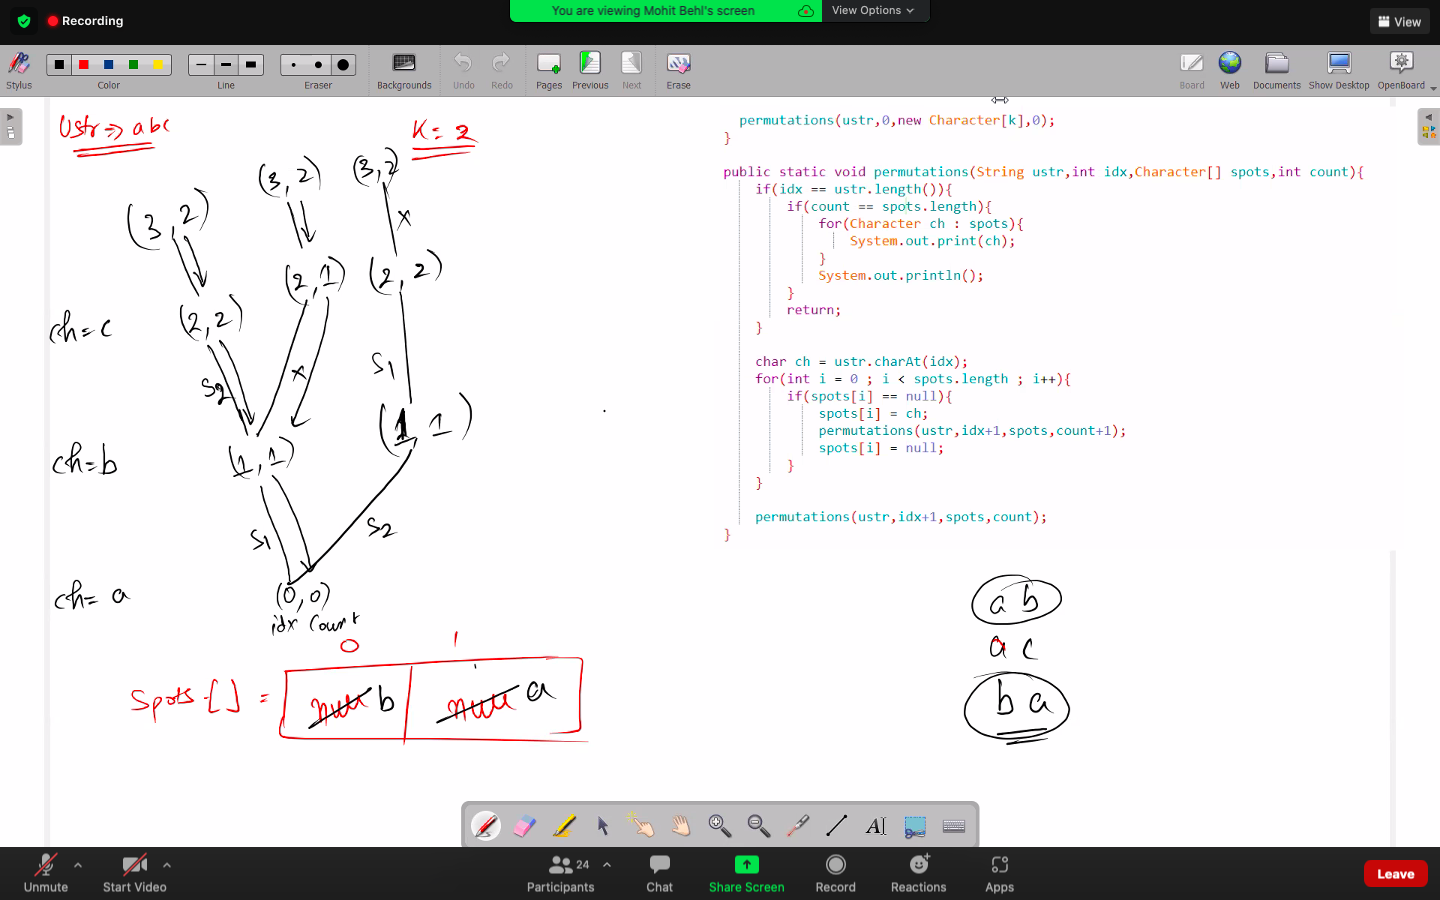 Recording
You are viewing Mohit Behl's screen
View Options
View
Stylus
Color
Line
Eraser
Backgrounds
Undo
Redo
Pages
Previous
Next
Erase
Board
Web
Documents
Show Desktop
OpenBoard
Ustr => abc
K = 2
(3, 2)
(3, 2)
(3, 2)
x
(2, 2)
(2, 1)
(2, 2)
ch = c
S2
x
S1
(1, 1)
(1, 1)
ch = b
S1
S2
ch = a
(0, 0)
idx Count
0
1
Spots [] =
null b
null a
permutations(ustr,0,new Character[k],0);
}
public static void permutations(String ustr,int idx,Character[] spots,int count){
if(idx == ustr.length()){
if(count == spots.length){
for(Character ch : spots){
System.out.print(ch);
}
System.out.println();
}
return;
}
char ch = ustr.charAt(idx);
for(int i = 0 ; i < spots.length ; i++){
if(spots[i] == null){
spots[i] = ch;
permutations(ustr,idx+1,spots,count+1);
spots[i] = null;
}
}
permutations(ustr,idx+1,spots,count);
}
a b
a c
b a
Unmute
Start Video
24
Participants
Chat
Share Screen
Record
Reactions
Apps
Leave